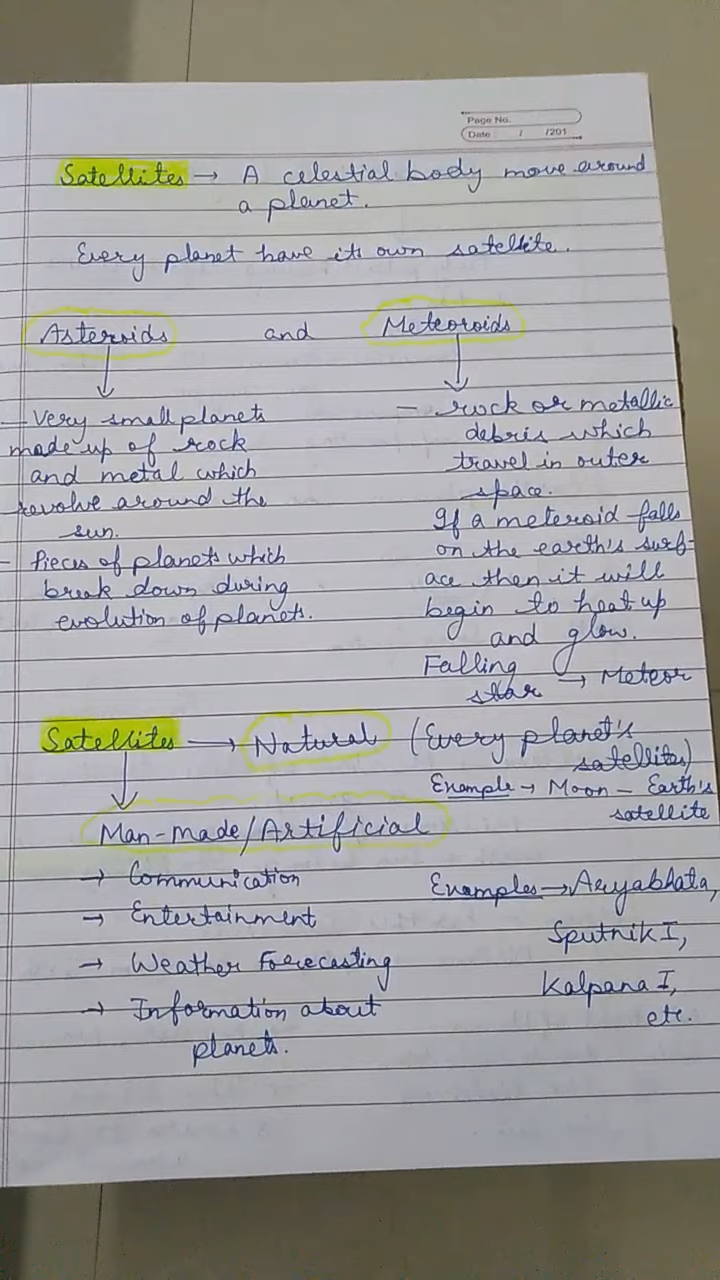 Page No.
Date / /201
Satellites → A celestial body move around
a planet.
Every planet have its own satellite.
Asteroids and Meteoroids
- Very small planets
made up of rock
and metal which
revolve around the
sun.
- Pieces of planets which
break down during
evolution of planets.
- rock or metallic
debris which
travel in outer
space.
If a meteroid falls
on the earth's surf-
ace then it will
begin to heat up
and glow.
Falling
star → Meteor
Satellites → Natural (Every planet's
satellites)
Example → Moon - Earth's
satellite
Man-made/Artificial
→ Communication
→ Entertainment
→ Weather Forecasting
→ Information about
planets.
Examples → Aryabhata,
Sputnik I,
Kalpana I,
etc.